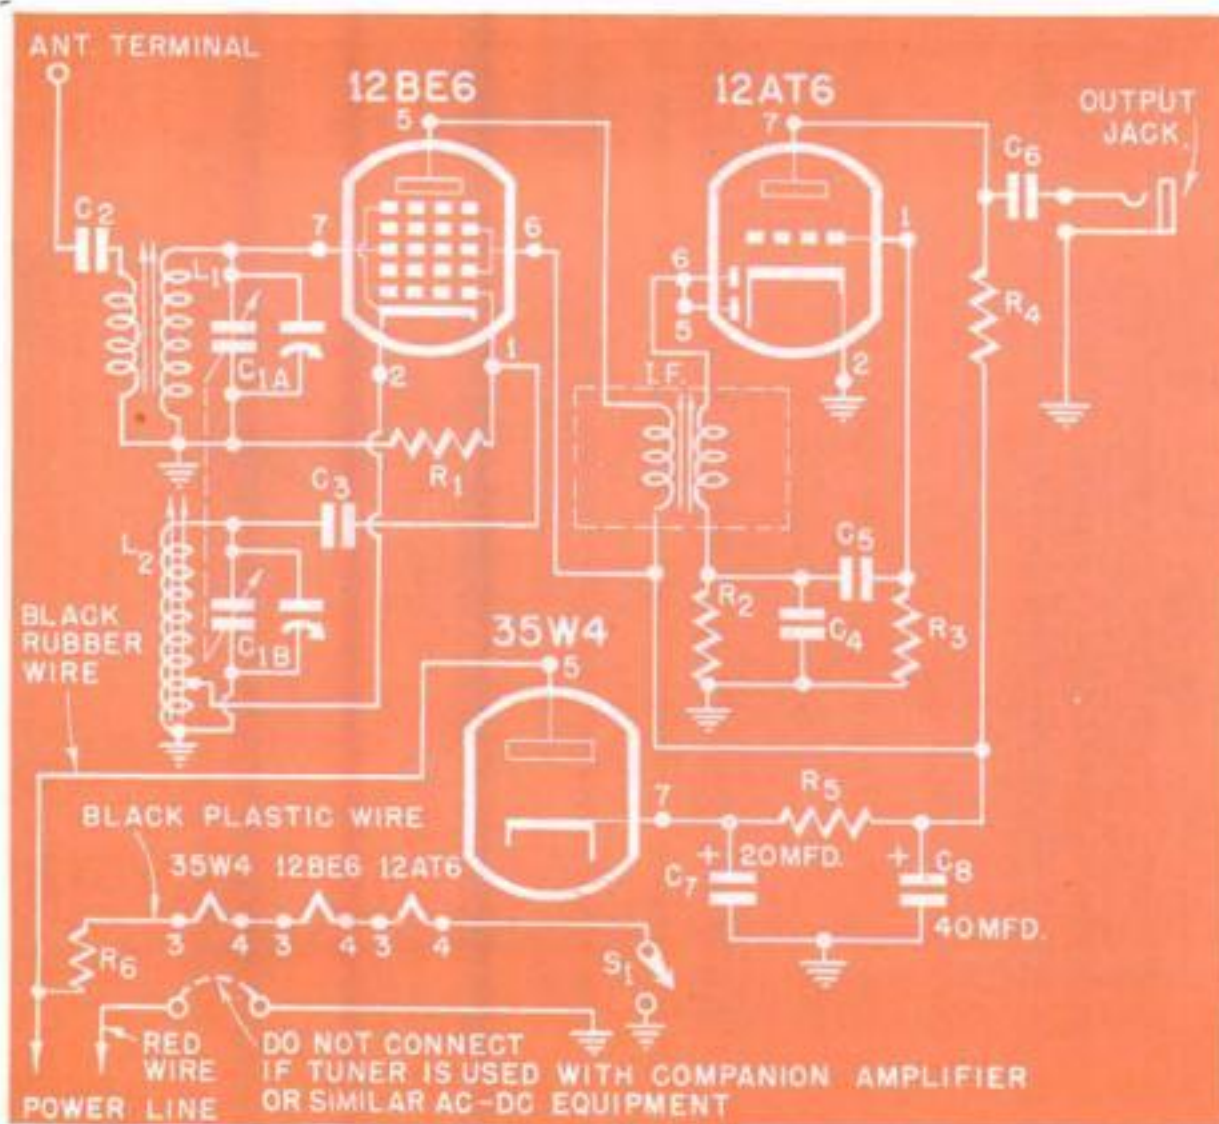 ANT TERMINAL
12BE6
12AT6
OUTPUT
JACK.
5
7
C6
C2
7
6
6
1
L1
5
R4
C1A
2
1
2
I.F.
R1
C3
L2
C5
R2
C4
R3
BLACK
RUBBER
WIRE
C1B
35W4
5
7
R5
BLACK PLASTIC WIRE
35W4 12BE6 12AT6
+ 20MFD.
C7
+ C8
40MFD.
3 4 3 4 3 4
R6
S1
RED
WIRE
DO NOT CONNECT
IF TUNER IS USED WITH COMPANION AMPLIFIER
OR SIMILAR AC-DC EQUIPMENT
POWER LINE